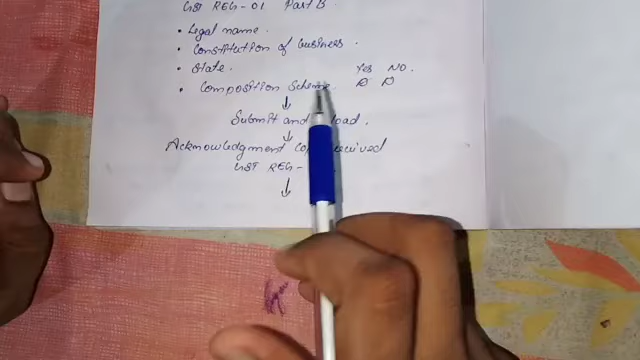 GST REG-01 Part B.
• Legal name.
• Constitution of business.
• State. Yes NO.
• Composition Scheme
Submit and load.
Acknowledgment received
GST REG-